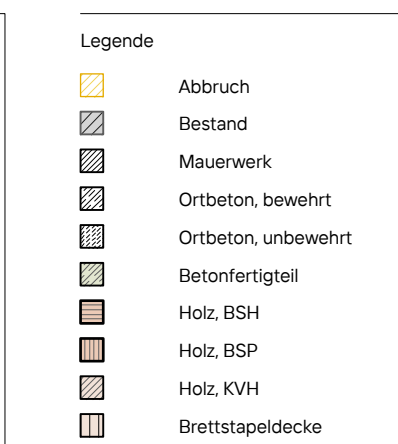 Legende
Abbruch
Bestand
Mauerwerk
Ortbeton, bewehrt
Ortbeton, unbewehrt
Betonfertigteil
Holz, BSH
Holz, BSP
Holz, KVH
Brettstapeldecke